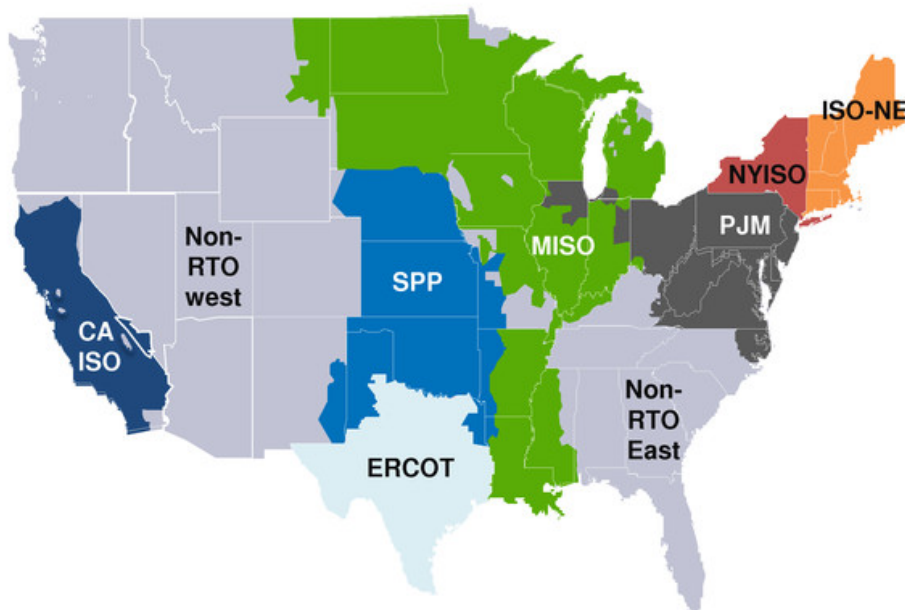 ISO-NE
NYISO
PJM
Non-
RTO
west
MISO
SPP
CA
ISO
Non-
RTO
East
ERCOT